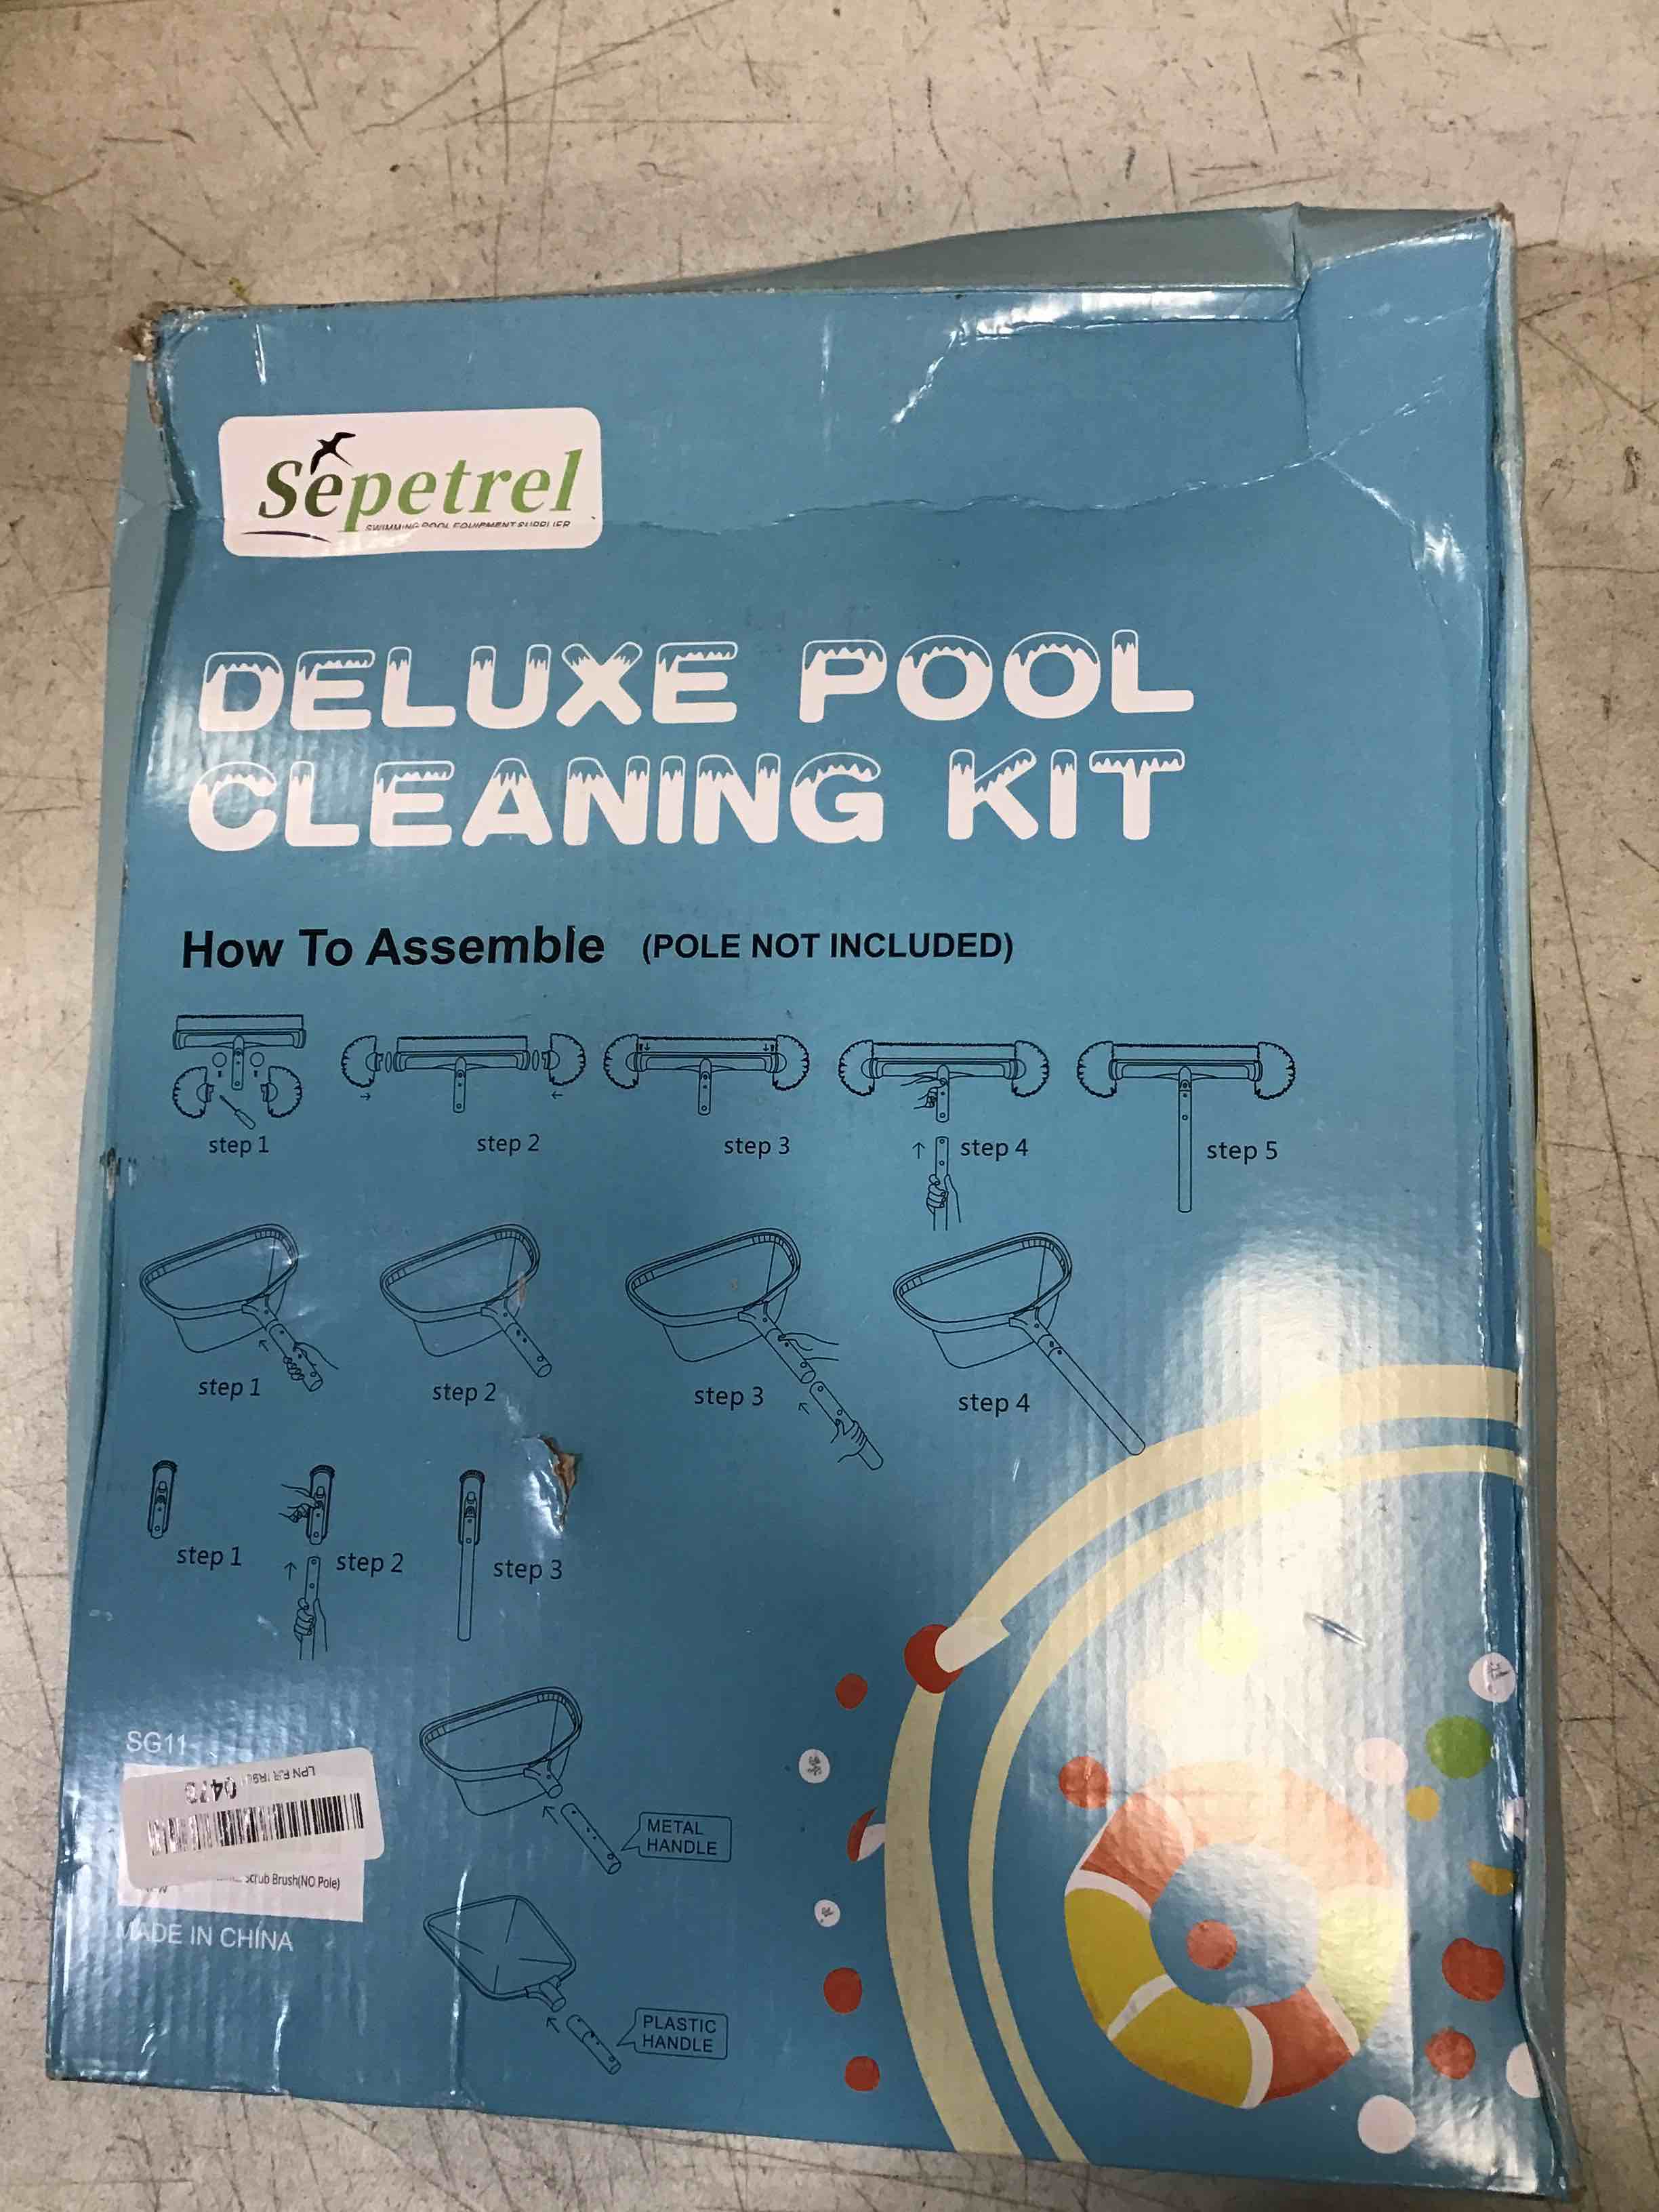 Sepetrel
SWIMMING POOL EQUIPMENT SUPPLIER
DELUXE POOL
CLEANING KIT
How To Assemble (POLE NOT INCLUDED)
step 1
step 2
step 3
step 4
step 5
step 1
step 2
step 3
step 4
step 1
step 2
step 3
SG11
LPN
0473
Scrub Brush(NO Pole)
MADE IN CHINA
METAL
HANDLE
PLASTIC
HANDLE